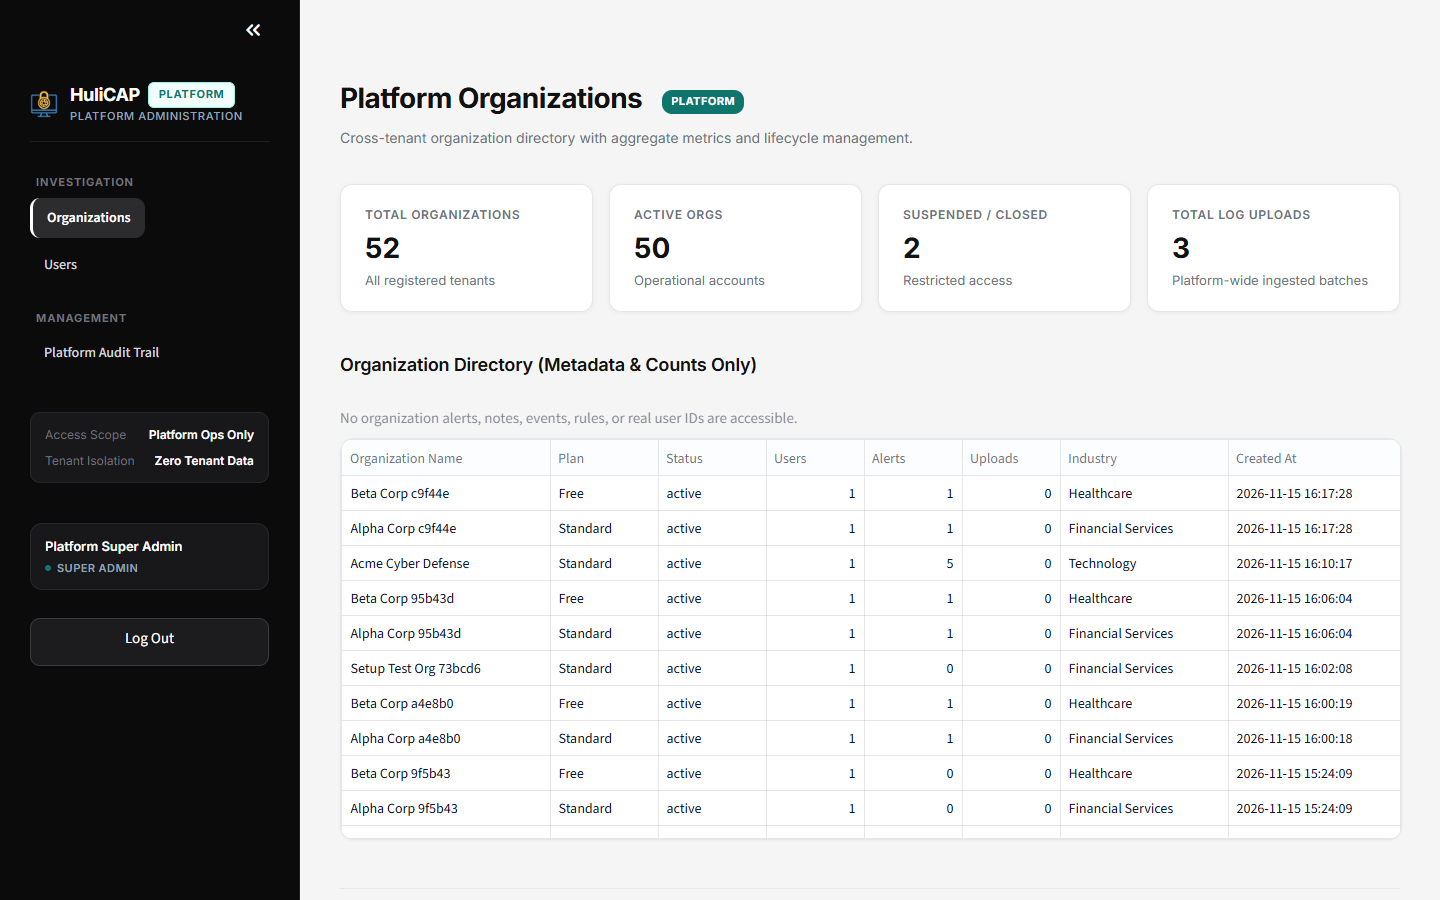 HuliCAP PLATFORM
PLATFORM ADMINISTRATION
INVESTIGATION
Organizations
Users
MANAGEMENT
Platform Audit Trail
Access Scope Platform Ops Only
Tenant Isolation Zero Tenant Data
Platform Super Admin
SUPER ADMIN
Log Out
Platform Organizations PLATFORM
Cross-tenant organization directory with aggregate metrics and lifecycle management.
TOTAL ORGANIZATIONS
52
All registered tenants
ACTIVE ORGS
50
Operational accounts
SUSPENDED / CLOSED
2
Restricted access
TOTAL LOG UPLOADS
3
Platform-wide ingested batches
Organization Directory (Metadata & Counts Only)
No organization alerts, notes, events, rules, or real user IDs are accessible.
Organization Name Plan Status Users Alerts Uploads Industry Created At
Beta Corp c9f44e Free active 1 1 0 Healthcare 2026-11-15 16:17:28
Alpha Corp c9f44e Standard active 1 1 0 Financial Services 2026-11-15 16:17:28
Acme Cyber Defense Standard active 1 5 0 Technology 2026-11-15 16:10:17
Beta Corp 95b43d Free active 1 1 0 Healthcare 2026-11-15 16:06:04
Alpha Corp 95b43d Standard active 1 1 0 Financial Services 2026-11-15 16:06:04
Setup Test Org 73bcd6 Standard active 1 0 0 Financial Services 2026-11-15 16:02:08
Beta Corp a4e8b0 Free active 1 1 0 Healthcare 2026-11-15 16:00:19
Alpha Corp a4e8b0 Standard active 1 1 0 Financial Services 2026-11-15 16:00:18
Beta Corp 9f5b43 Free active 1 0 0 Healthcare 2026-11-15 15:24:09
Alpha Corp 9f5b43 Standard active 1 0 0 Financial Services 2026-11-15 15:24:09